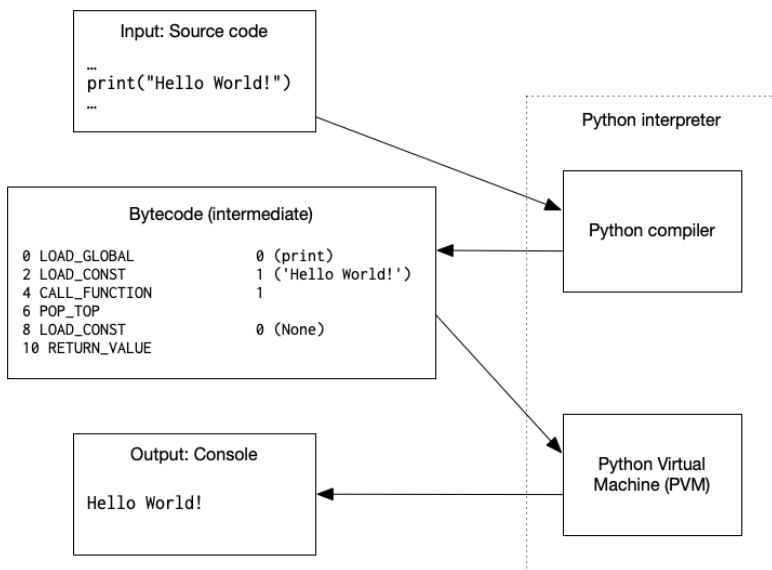 Input: Source code
…
print("Hello World!")
…
Python interpreter
Python compiler
Bytecode (intermediate)
0 LOAD_GLOBAL 0 (print)
2 LOAD_CONST 1 ('Hello World!')
4 CALL_FUNCTION 1
6 POP_TOP
8 LOAD_CONST 0 (None)
10 RETURN_VALUE
Python Virtual
Machine (PVM)
Output: Console
Hello World!